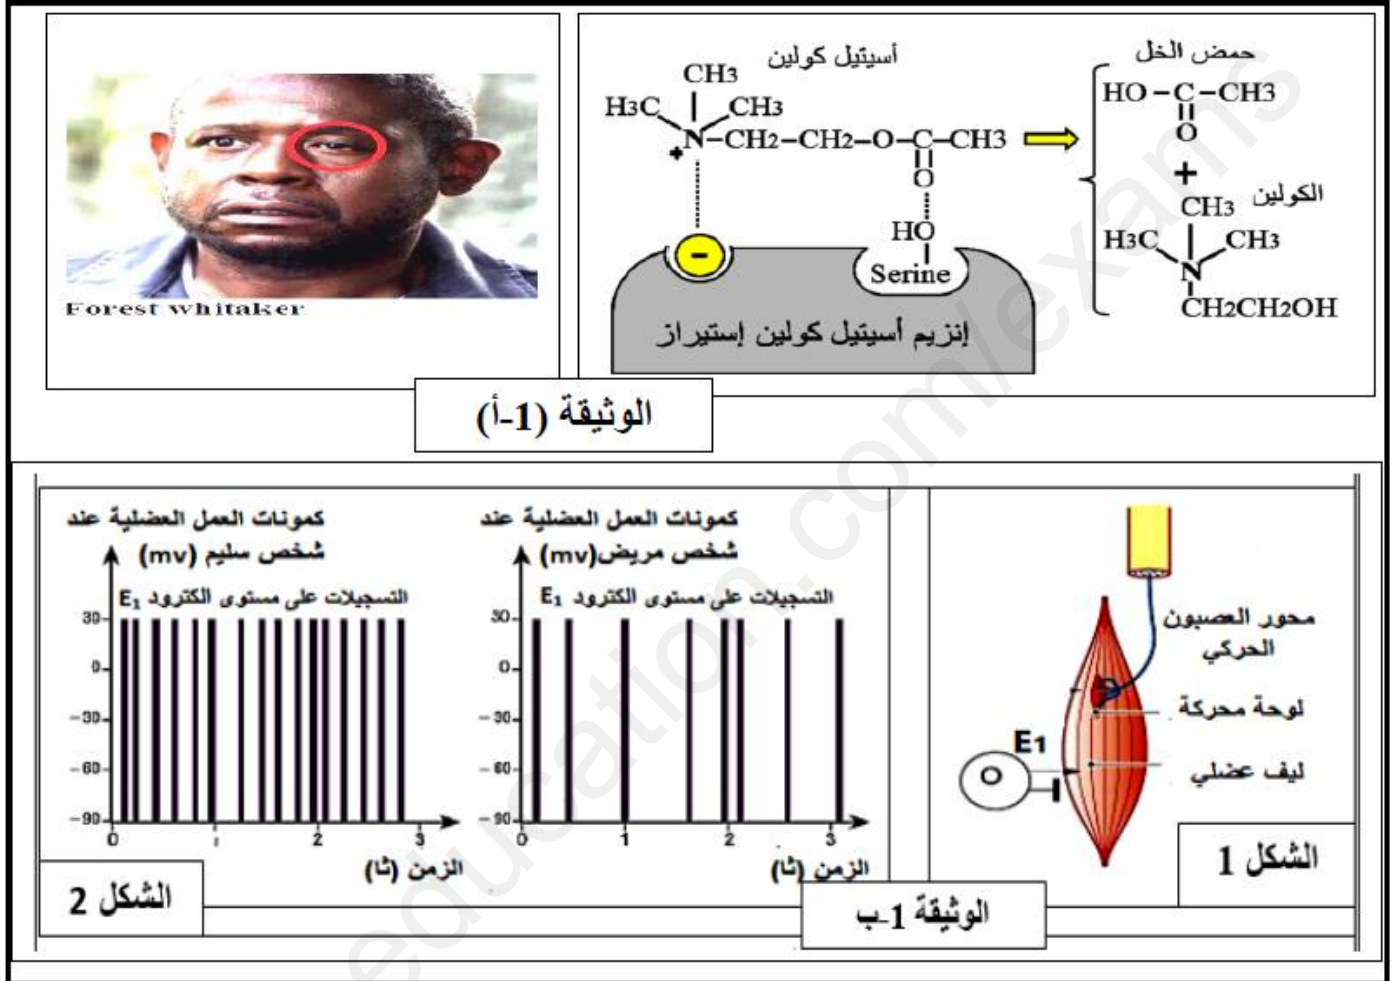 أسيتيل كولين
CH3
H3C CH3
N–CH2–CH2–O–C–CH3
+
O
HO
Serine
-
إنزيم أسيتيل كولين إستيراز
حمض الخل
HO–C–CH3
O
+
الكولين
CH3
H3C CH3
N
CH2CH2OH
Forest whitaker
الوثيقة (1-أ)
محور العصبون
الحركي
لوحة محركة
ليف عضلي
E1
الشكل 1
كمونات العمل العضلية عند
شخص مريض(mv)
التسجيلات على مستوى الكترود E1
30
0
-30
-60
-90
0 1 2 3
الزمن (ثا)
كمونات العمل العضلية عند
شخص سليم (mv)
التسجيلات على مستوى الكترود E1
30
0
-30
-60
-90
0 1 2 3
الزمن (ثا)
الشكل 2
الوثيقة 1-ب
education.com/exams